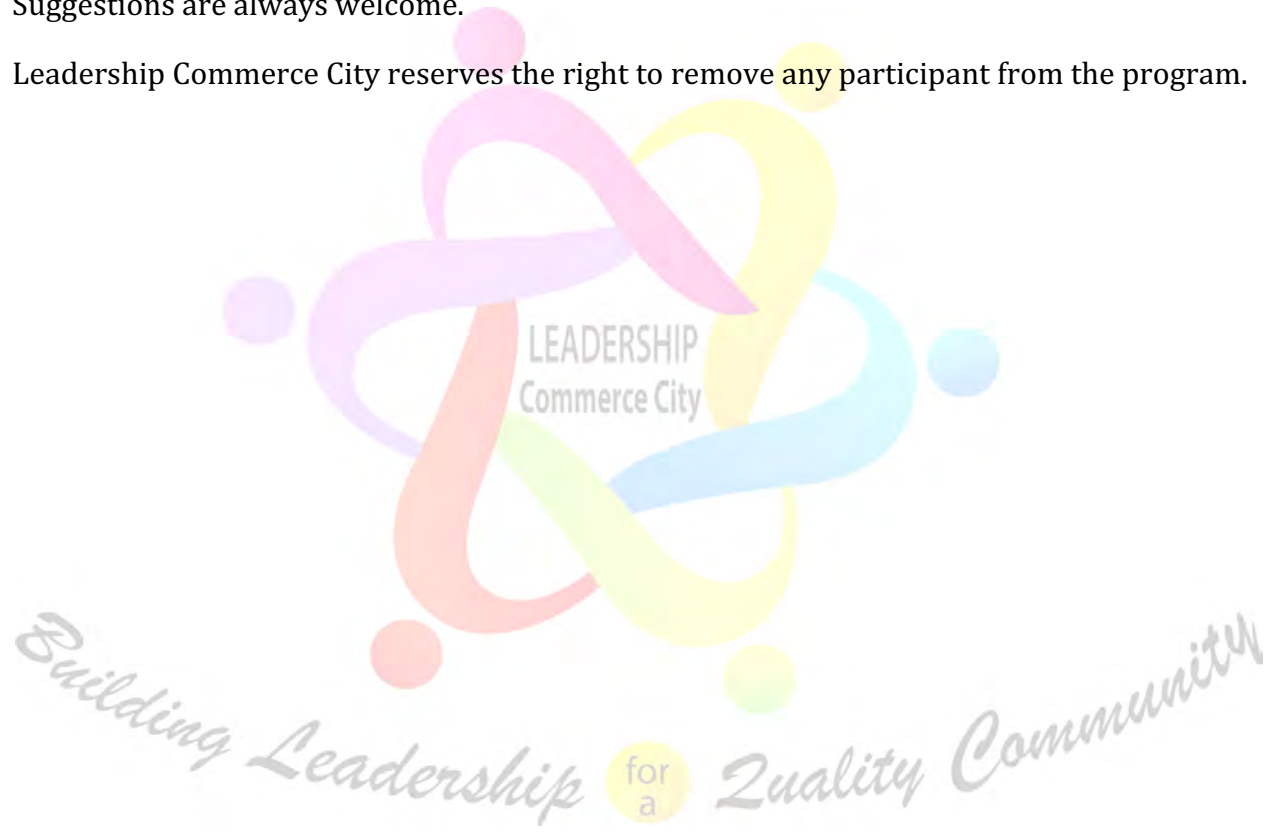 Suggestions are always welcome.
Leadership Commerce City reserves the right to remove any participant from the program.
LEADERSHIP
Commerce City
Building Leadership for a Quality Community